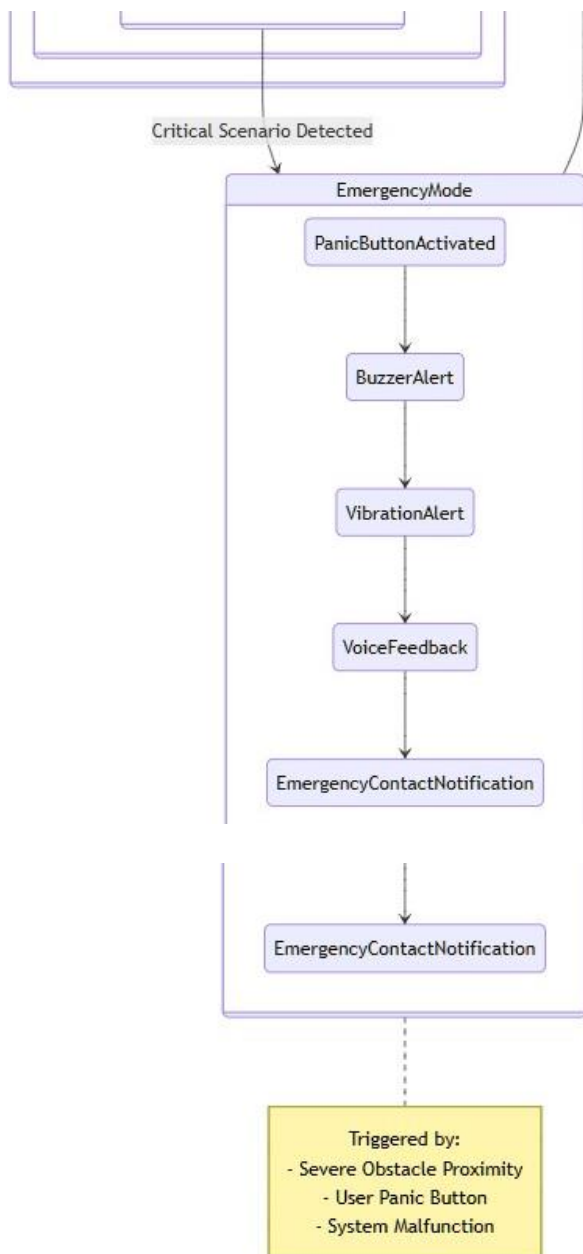 Critical Scenario Detected
EmergencyMode
PanicButtonActivated
BuzzerAlert
VibrationAlert
VoiceFeedback
EmergencyContactNotification
EmergencyContactNotification
Triggered by:
- Severe Obstacle Proximity
- User Panic Button
- System Malfunction